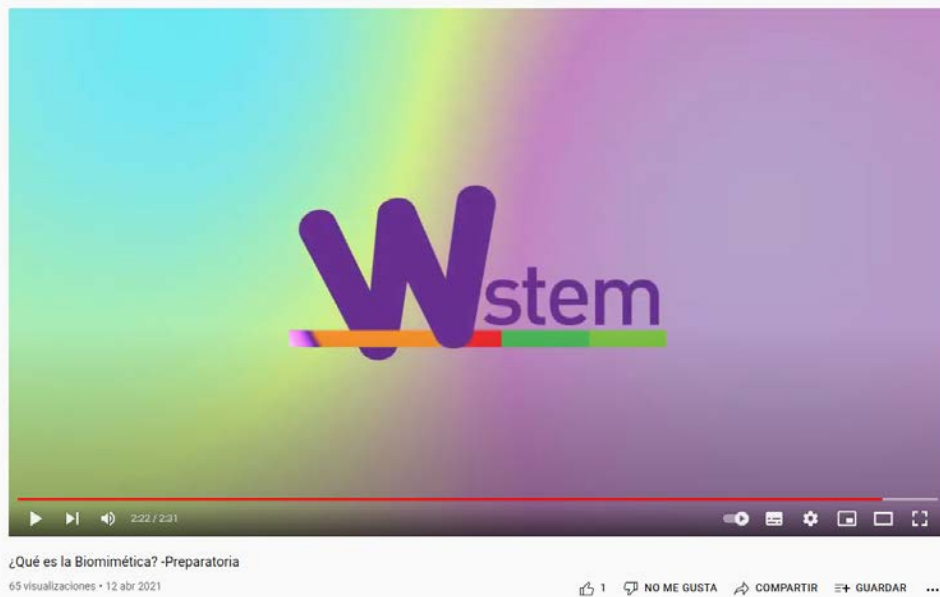 Wstem
2:22 / 2:31
¿Qué es la Biomimética? -Preparatoria
65 visualizaciones • 12 abr 2021
1 NO ME GUSTA COMPARTIR GUARDAR ...